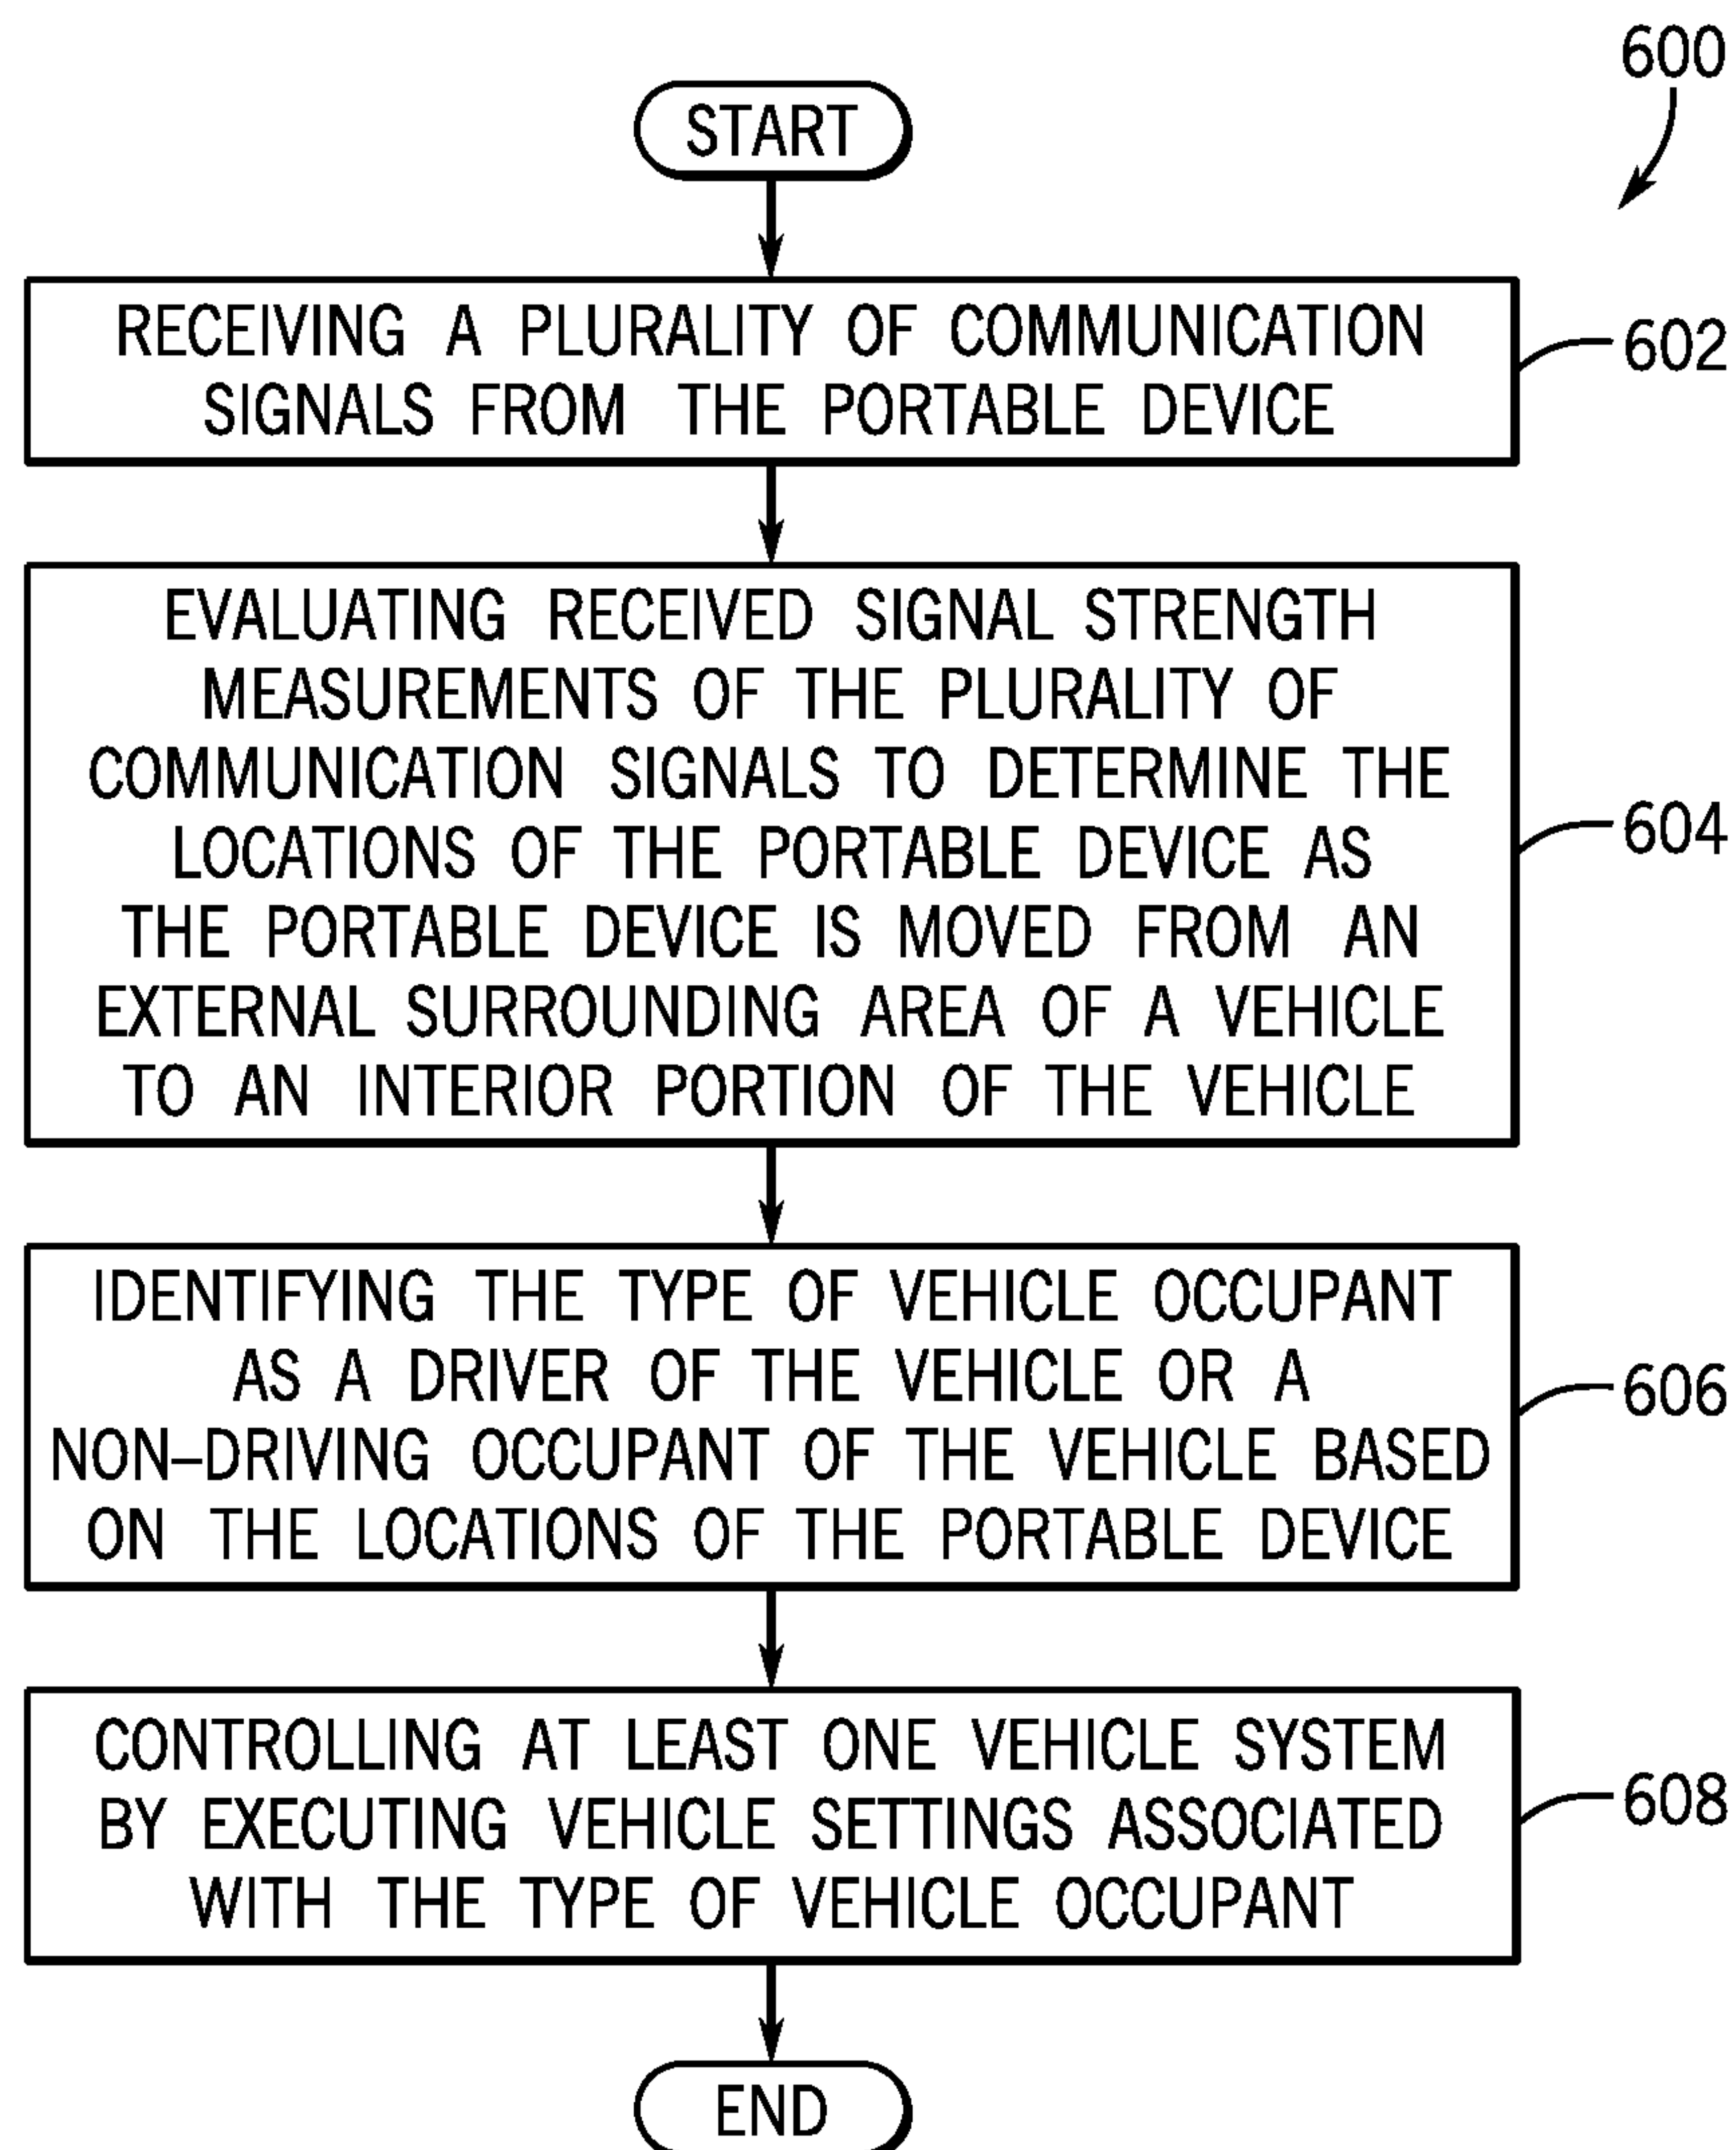 600
START
RECEIVING A PLURALITY OF COMMUNICATION
SIGNALS FROM THE PORTABLE DEVICE
602
EVALUATING RECEIVED SIGNAL STRENGTH
MEASUREMENTS OF THE PLURALITY OF
COMMUNICATION SIGNALS TO DETERMINE THE
LOCATIONS OF THE PORTABLE DEVICE AS
THE PORTABLE DEVICE IS MOVED FROM AN
EXTERNAL SURROUNDING AREA OF A VEHICLE
TO AN INTERIOR PORTION OF THE VEHICLE
604
IDENTIFYING THE TYPE OF VEHICLE OCCUPANT
AS A DRIVER OF THE VEHICLE OR A
NON–DRIVING OCCUPANT OF THE VEHICLE BASED
ON THE LOCATIONS OF THE PORTABLE DEVICE
606
CONTROLLING AT LEAST ONE VEHICLE SYSTEM
BY EXECUTING VEHICLE SETTINGS ASSOCIATED
WITH THE TYPE OF VEHICLE OCCUPANT
608
END